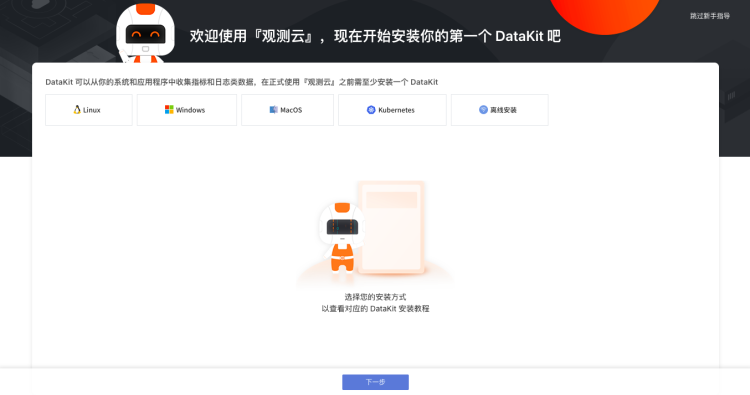 跳过新手指导
欢迎使用『观测云』，现在开始安装你的第一个 DataKit 吧
DataKit 可以从你的系统和应用程序中收集指标和日志类数据，在正式使用『观测云』之前需至少安装一个 DataKit
Linux
Windows
MacOS
Kubernetes
离线安装
选择您的安装方式
以查看对应的 DataKit 安装教程
下一步